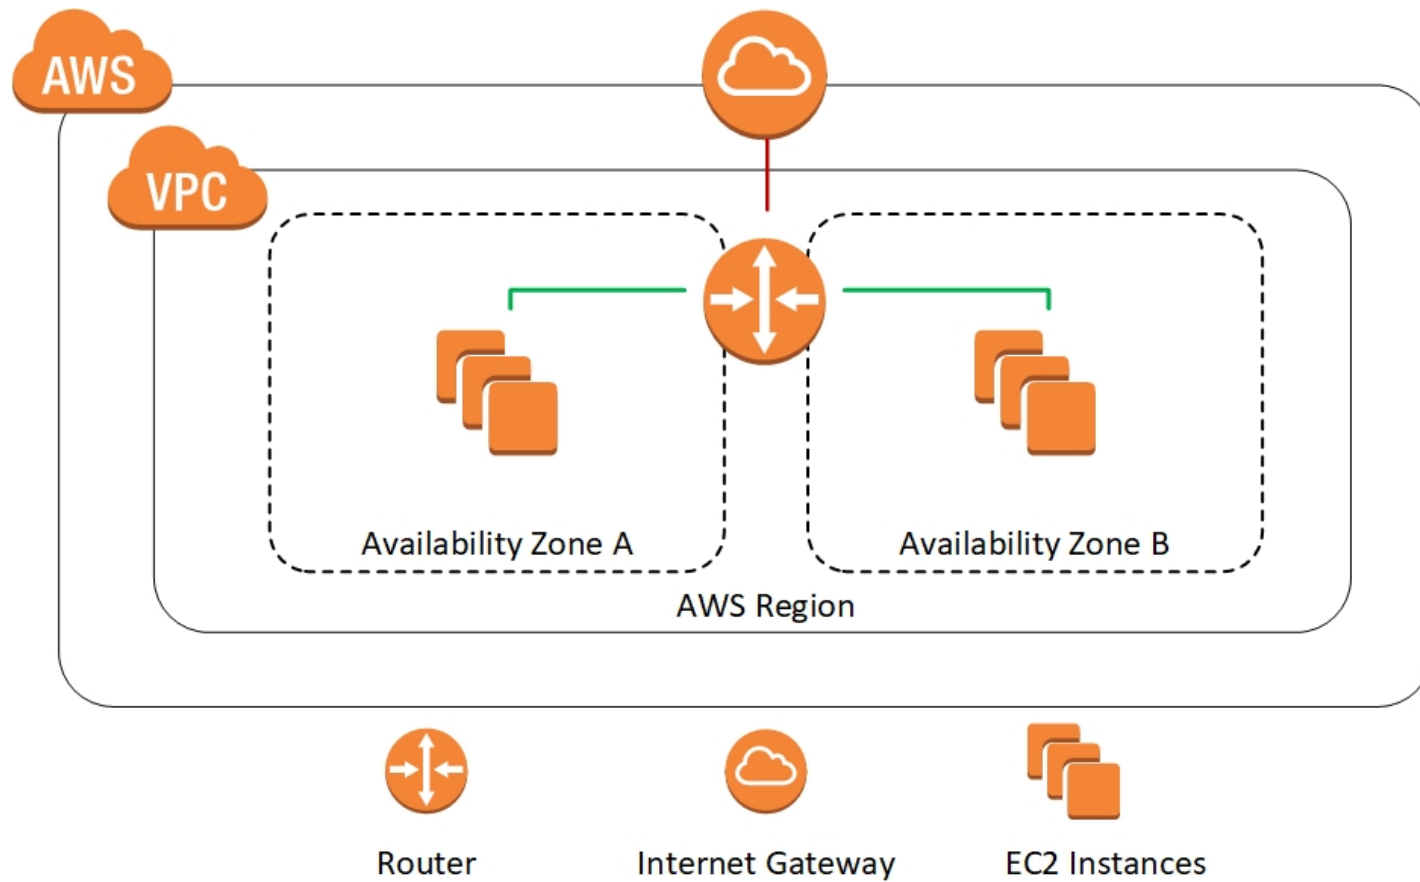 AWS
VPC
Availability Zone A
Availability Zone B
AWS Region
Router
Internet Gateway
EC2 Instances